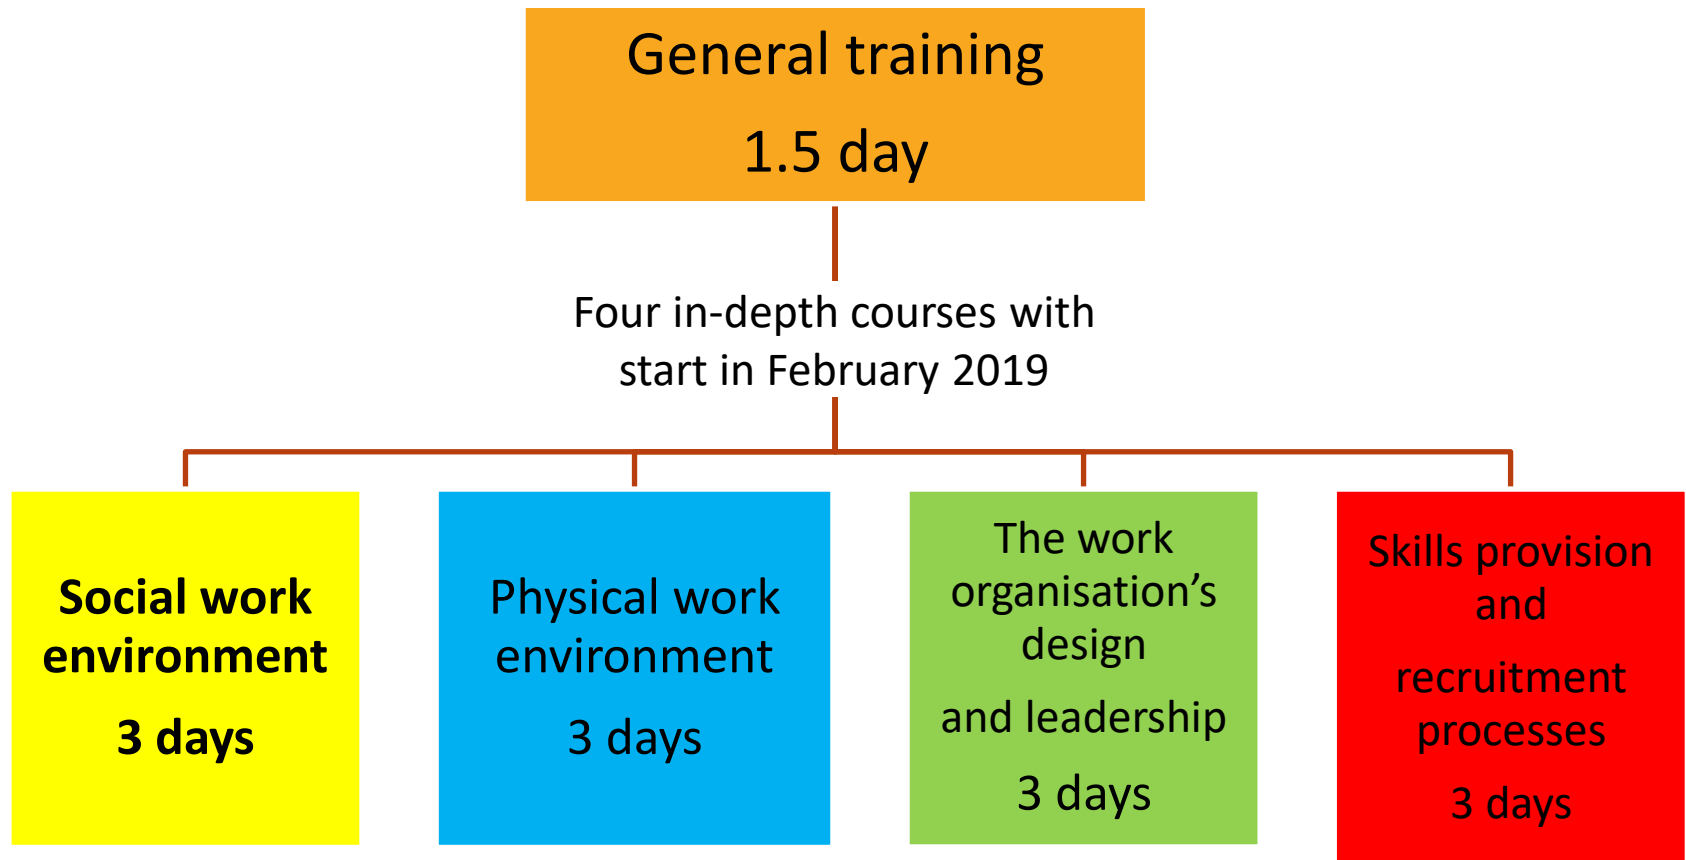 General training
1.5 day
Four in-depth courses with
start in February 2019
Social work
environment
3 days
Physical work
environment
3 days
The work
organisation’s
design
and leadership
3 days
Skills provision
and
recruitment
processes
3 days